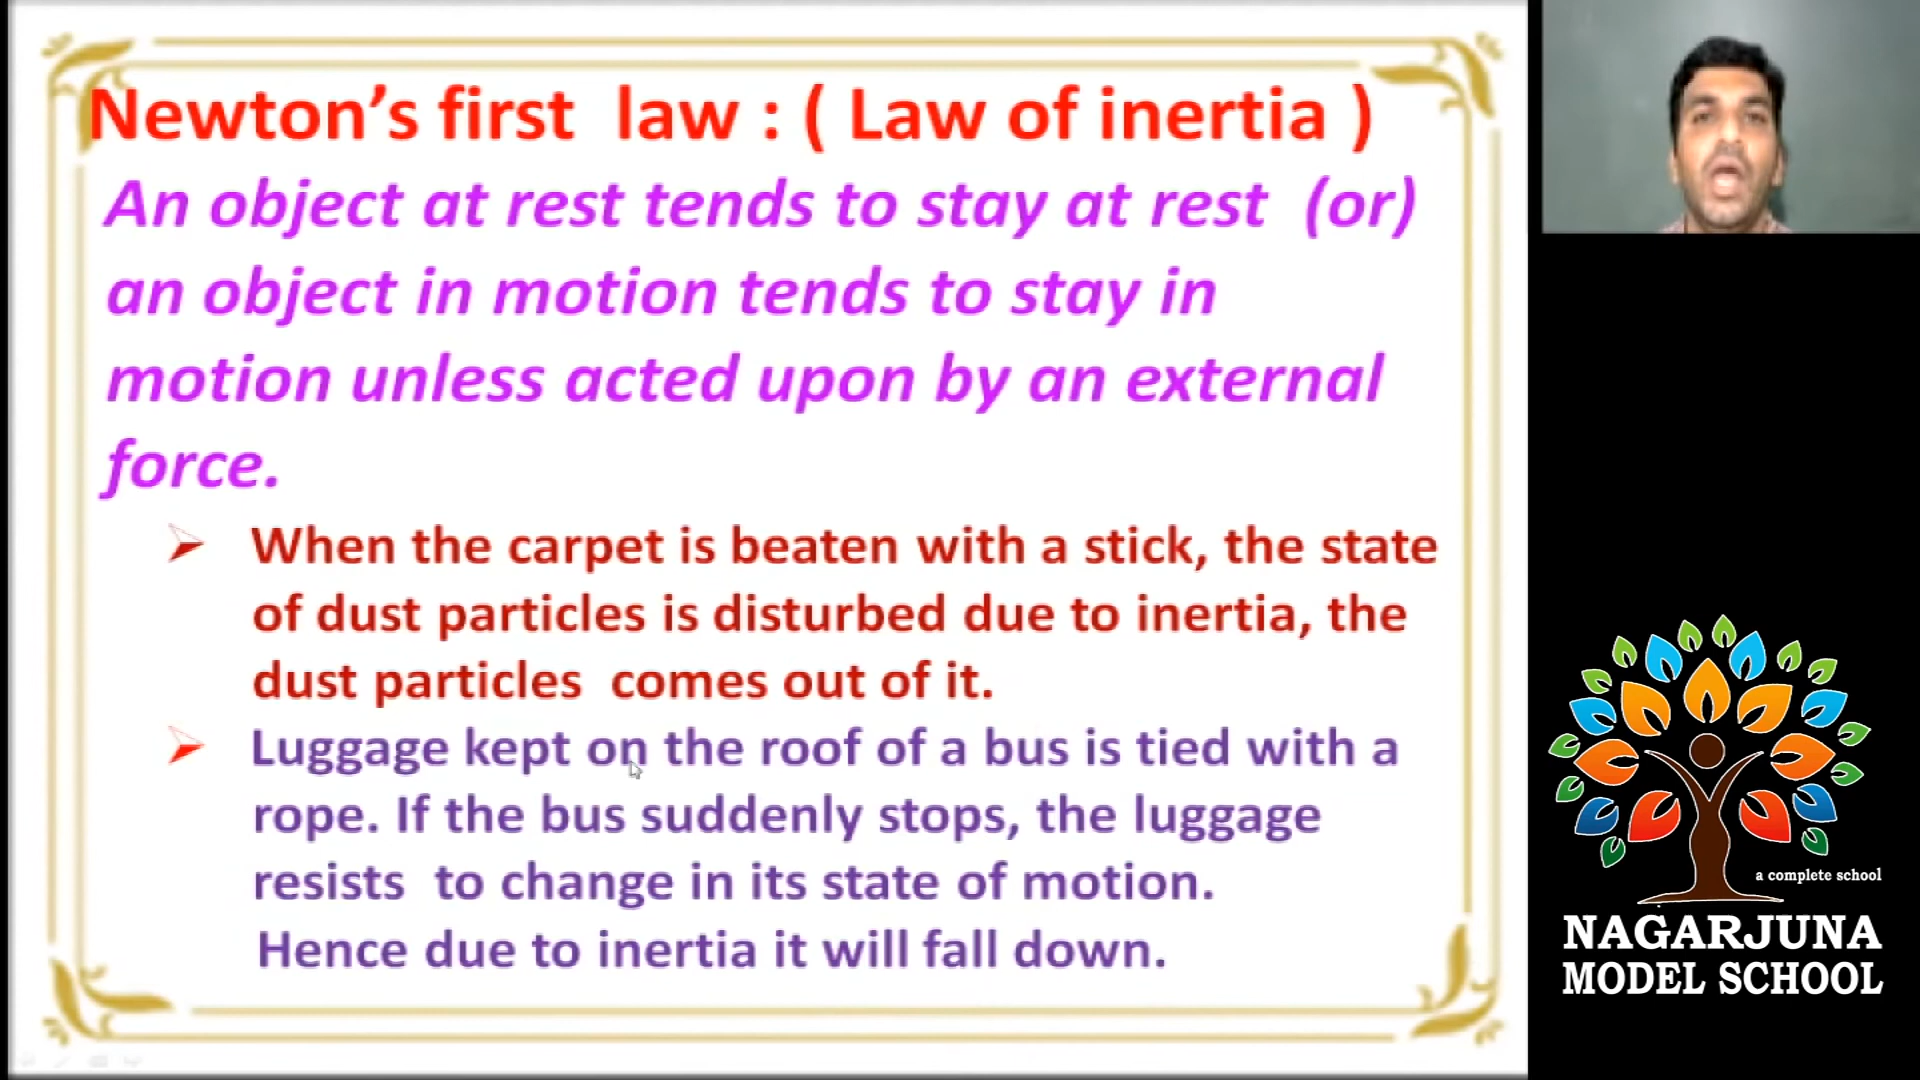 Newton’s first law : ( Law of inertia )
An object at rest tends to stay at rest (or)
an object in motion tends to stay in
motion unless acted upon by an external
force.
When the carpet is beaten with a stick, the state
of dust particles is disturbed due to inertia, the
dust particles comes out of it.
Luggage kept on the roof of a bus is tied with a
rope. If the bus suddenly stops, the luggage
resists to change in its state of motion.
Hence due to inertia it will fall down.
a complete school
NAGARJUNA
MODEL SCHOOL